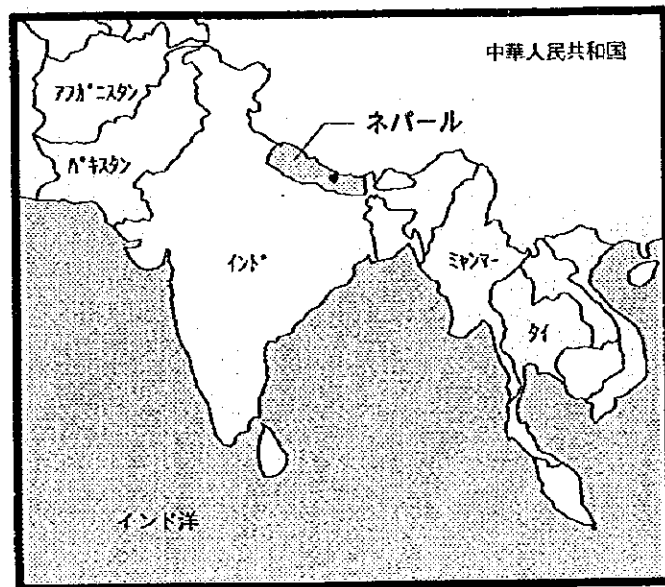 中華人民共和国
アフガニスタン
ネパール
パキスタン
インド
ミャンマー
タイ
インド洋